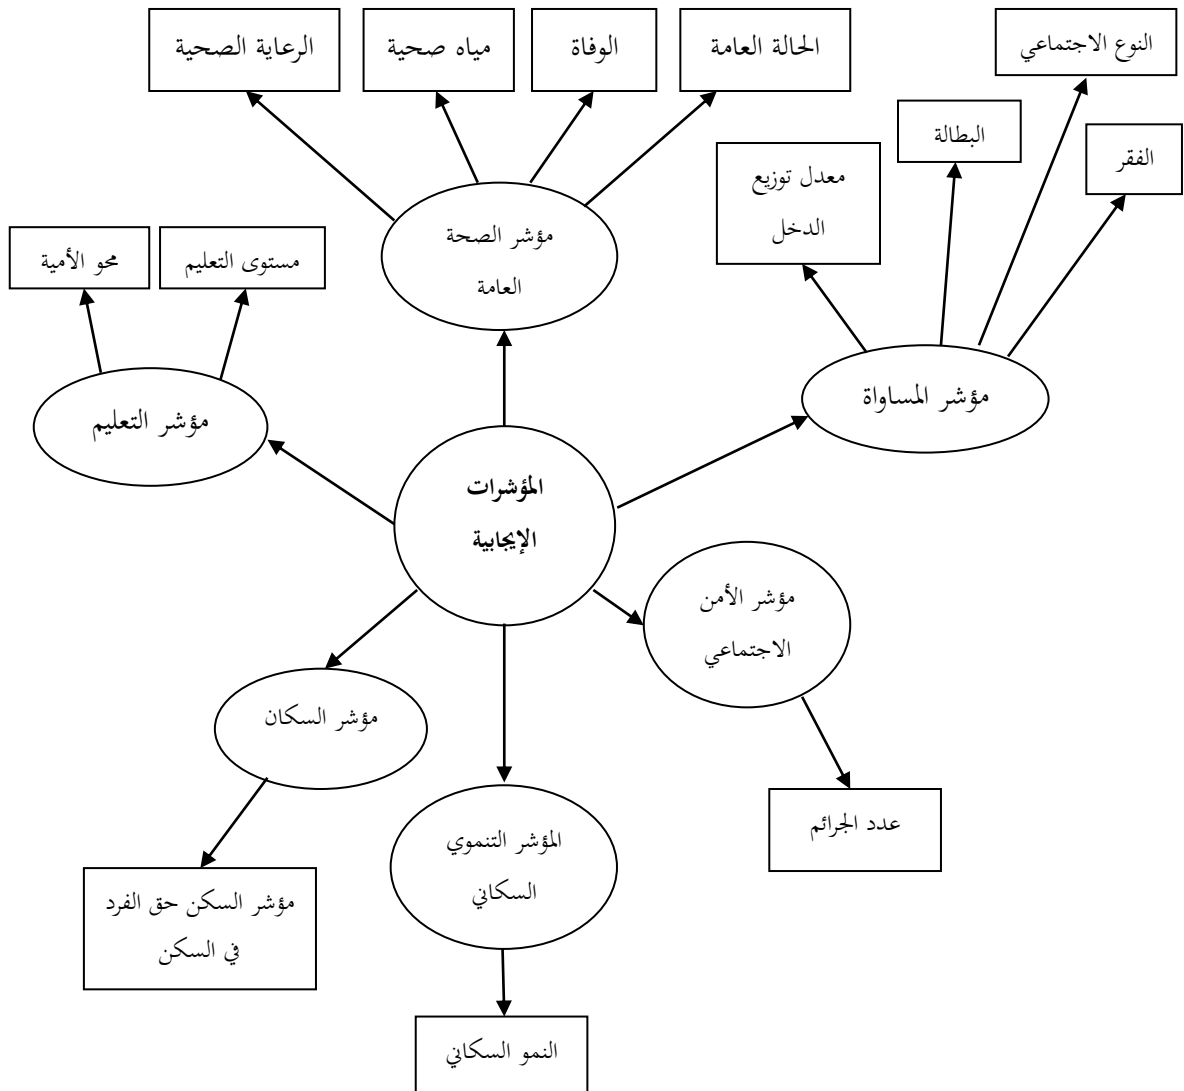 النوع الاجتماعي
الحالة العامة
الوفاة
مياه صحية
الرعاية الصحية
الفقر
البطالة
معدل توزيع
الدخل
مؤشر الصحة
العامة
مستوى التعليم
محو الأمية
مؤشر المساواة
مؤشر التعليم
المؤشرات
الإيجابية
مؤشر الأمن
الاجتماعي
مؤشر السكان
عدد الجرائم
المؤشر التنموي
السكاني
مؤشر السكن حق الفرد
في السكن
النمو السكاني